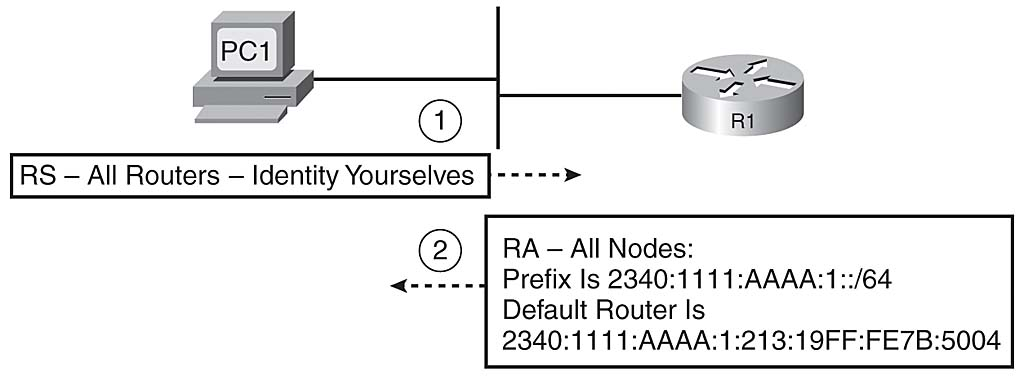 PC1
R1
1
RS – All Routers – Identity Yourselves
2
RA – All Nodes:
Prefix Is 2340:1111:AAAA:1::/64
Default Router Is
2340:1111:AAAA:1:213:19FF:FE7B:5004